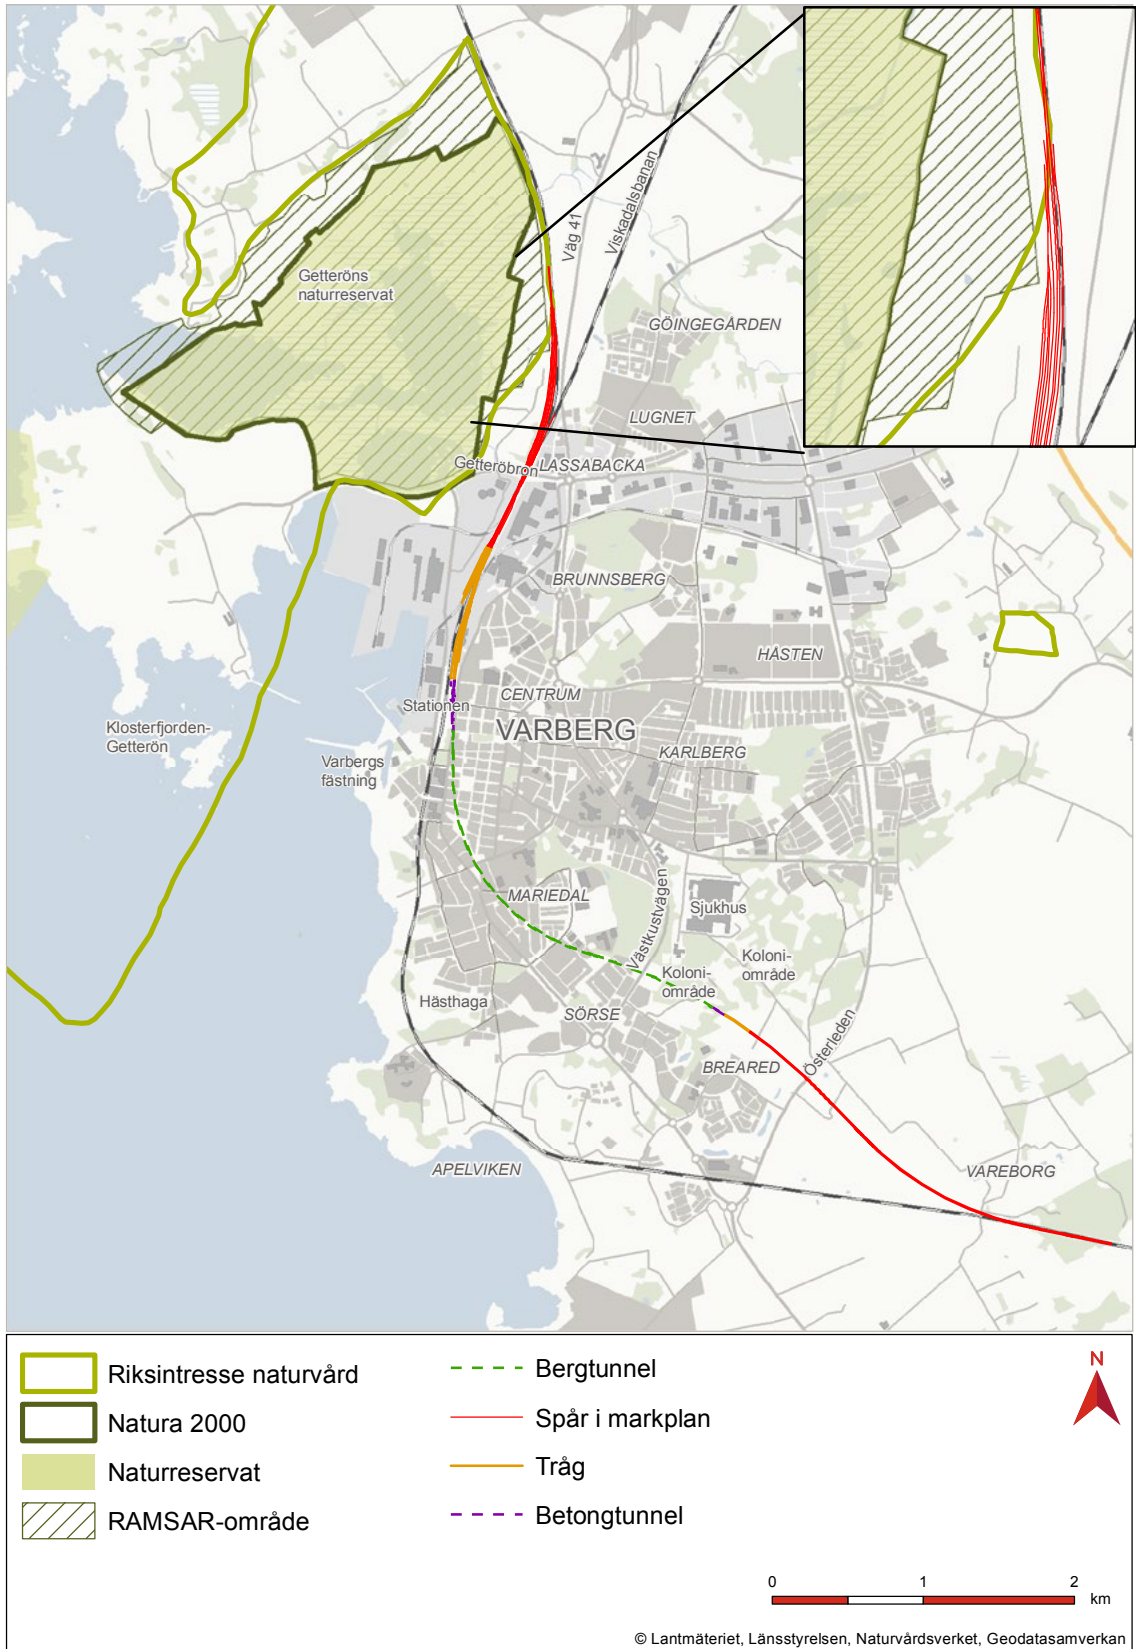 Väg 41
Viskadalsbanan
Getteröns
naturreservat
GÖINGEGÅRDEN
LUGNET
Getteröbron
LASSABACKA
BRUNNSBERG
HÅSTEN
CENTRUM
Stationen
VARBERG
Klosterfjorden-
Getterön
KARLBERG
Varbergs
fästning
MARIEDAL
Västkustvägen
Sjukhus
Koloni-
område
Koloni-
område
Hästhaga
SÖRSE
Österleden
BREARED
APELVIKEN
VAREBORG
Riksintresse naturvård
Natura 2000
Naturreservat
RAMSAR-område
Bergtunnel
Spår i markplan
Tråg
Betongtunnel
N
0 1 2
km
© Lantmäteriet, Länsstyrelsen, Naturvårdsverket, Geodatasamverkan